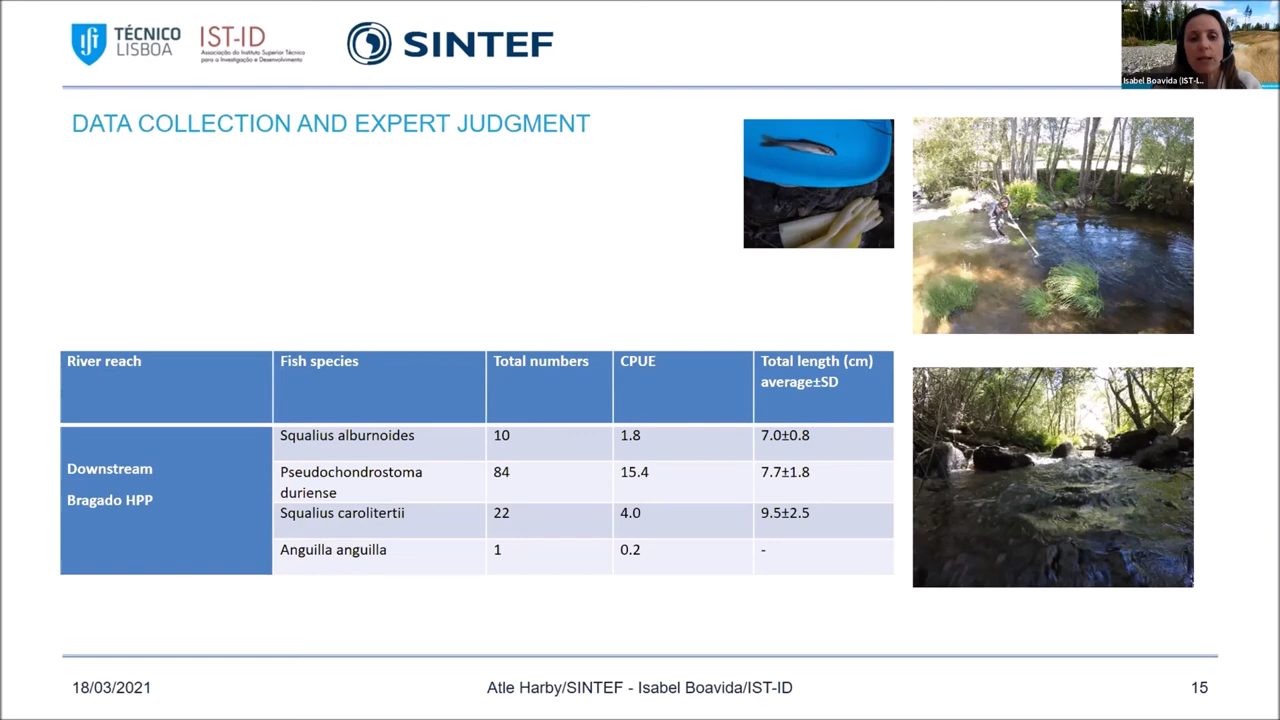 TÉCNICO
LISBOA
IST-ID
Associação do Instituto Superior Técnico
para a Investigação e Desenvolvimento
SINTEF
Isabel Boavida (IST-I...
DATA COLLECTION AND EXPERT JUDGMENT
River reach
Fish species
Total numbers
CPUE
Total length (cm)
average±SD
Downstream
Bragado HPP
Squalius alburnoides
10
1.8
7.0±0.8
Pseudochondrostoma
duriense
84
15.4
7.7±1.8
Squalius carolitertii
22
4.0
9.5±2.5
Anguilla anguilla
1
0.2
-
18/03/2021
Atle Harby/SINTEF - Isabel Boavida/IST-ID
15